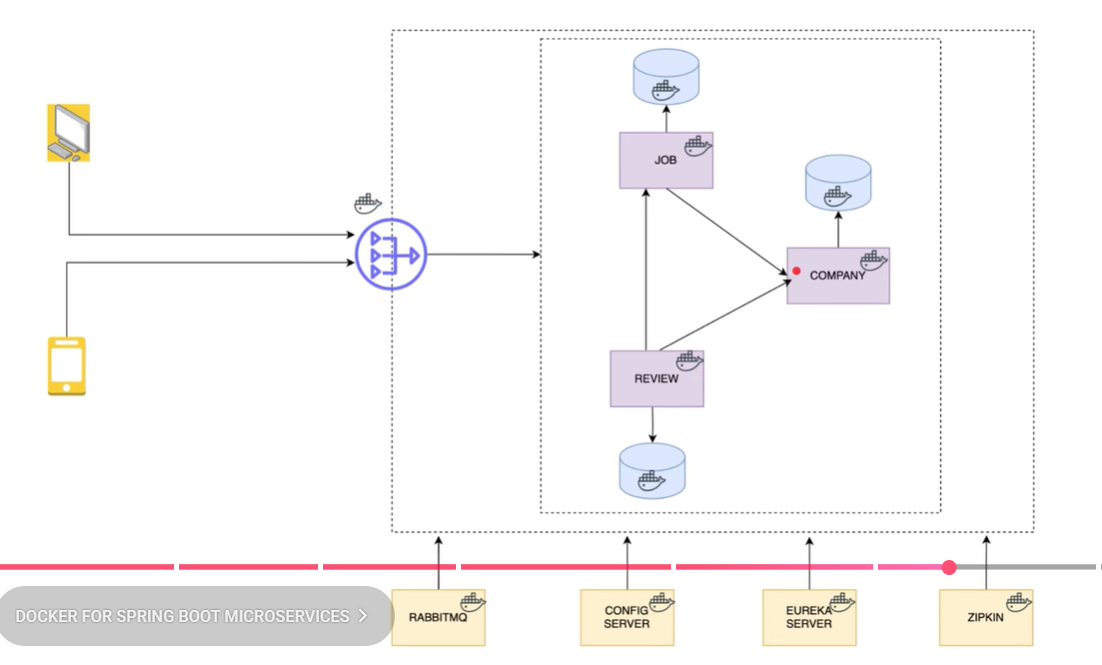 JOB
COMPANY
REVIEW
DOCKER FOR SPRING BOOT MICROSERVICES
RABBITMQ
CONFIG
SERVER
EUREKA
SERVER
ZIPKIN